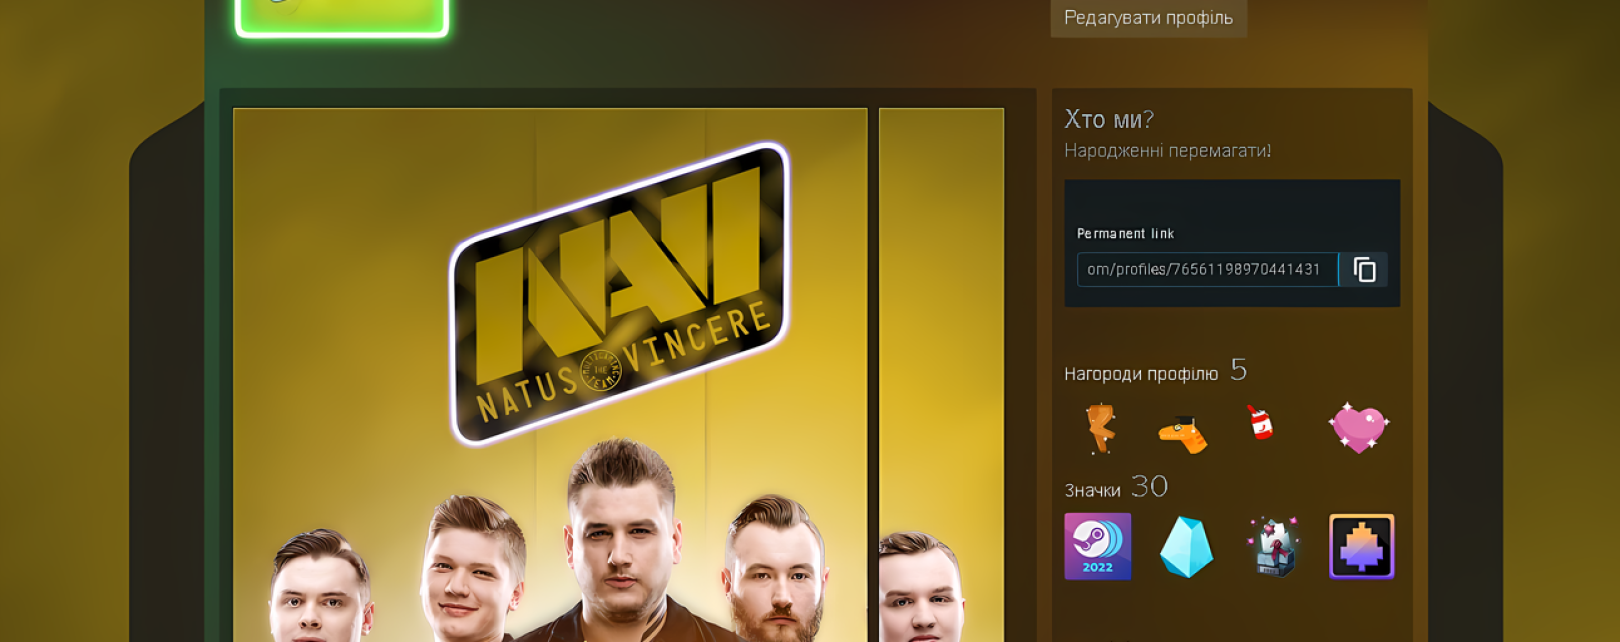 Редагувати профіль
NATUS VINCERE
THE
TEAM
Хто ми?
Народженні перемагати!
Permanent link
om/profiles/76561198970441431
Нагороди профілю 5
Значки 30
2022